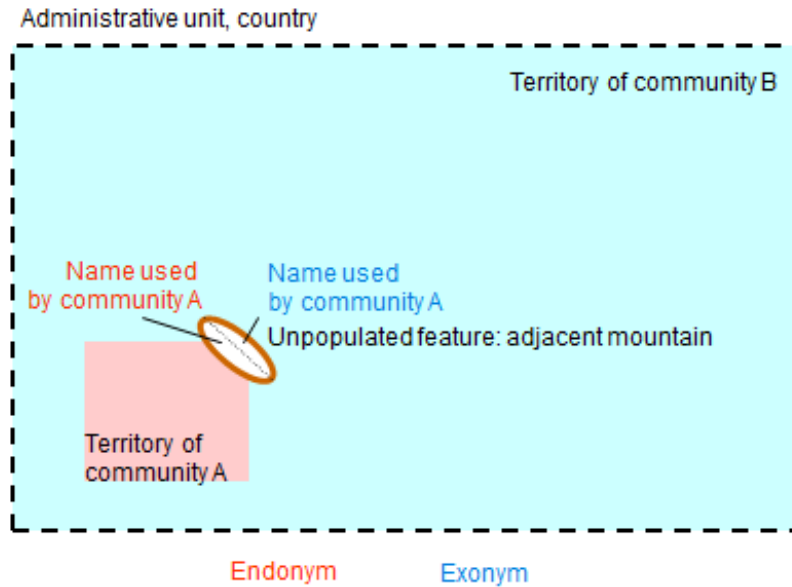 Administrative unit, country
Territory of community B
Name used
by community A
Name used
by community A
Unpopulated feature: adjacent mountain
Territory of
community A
Endonym
Exonym